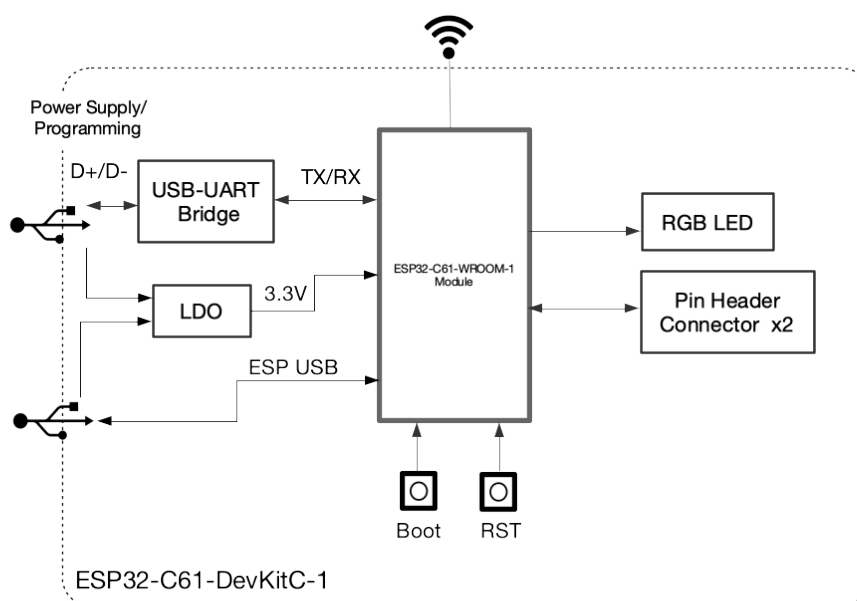 Power Supply/
Programming
D+/D-
USB-UART
Bridge
TX/RX
RGB LED
ESP32-C61-WROOM-1
Module
LDO
3.3V
Pin Header
Connector x2
ESP USB
Boot
RST
ESP32-C61-DevKitC-1